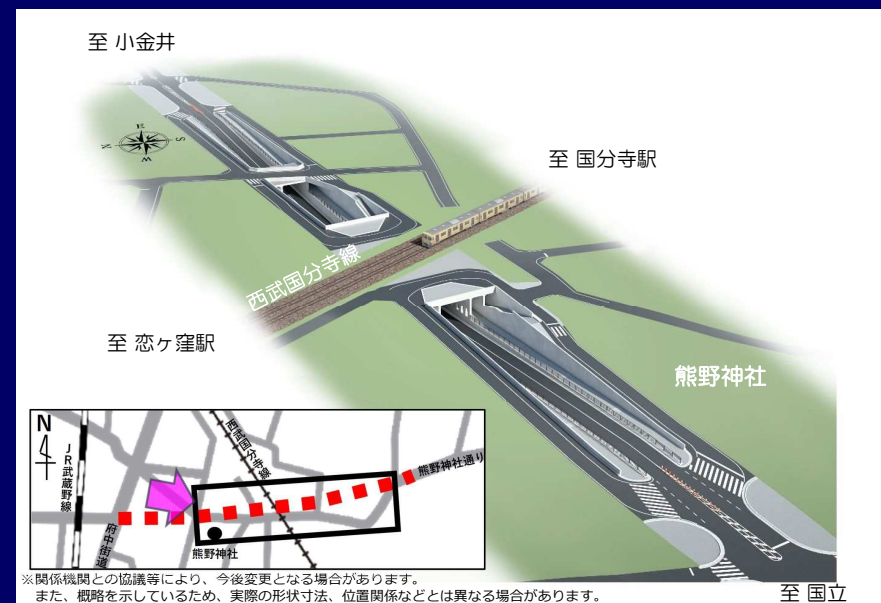 至 小金井
E
N
S
W
至 国分寺駅
西武国分寺線
至 恋ヶ窪駅
熊野神社
N
JR武蔵野線
西武国分寺線
熊野神社通り
府中街道
熊野神社
※関係機関との協議等により、今後変更となる場合があります。
また、概略を示しているため、実際の形状寸法、位置関係などとは異なる場合があります。
至 国立